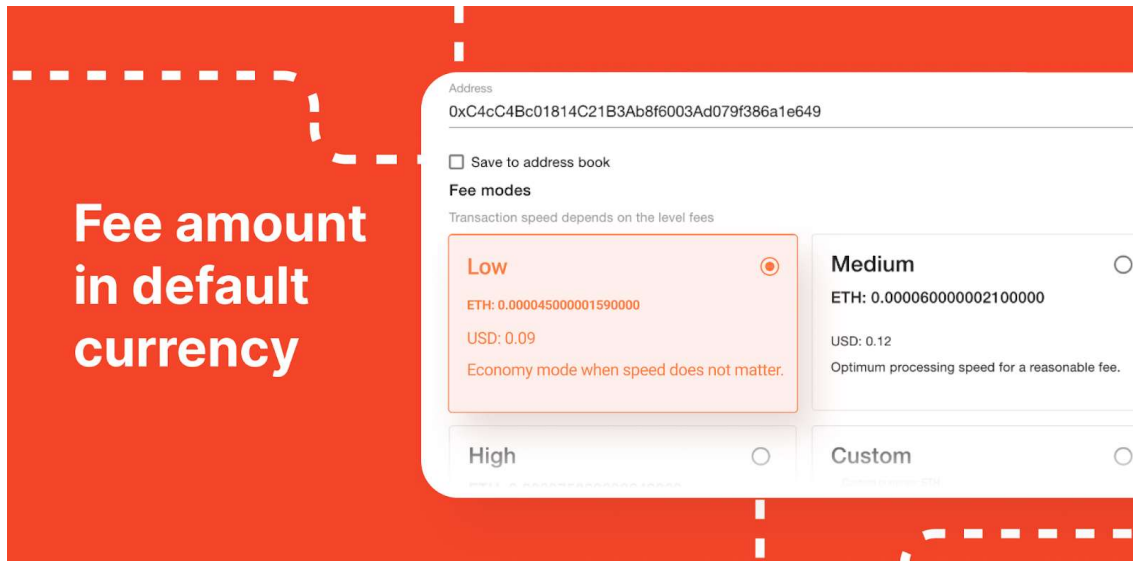 Fee amount
in default
currency
Address
0xC4cC4Bc01814C21B3Ab8f6003Ad079f386a1e649
Save to address book
Fee modes
Transaction speed depends on the level fees
Low
ETH: 0.000045000001590000
USD: 0.09
Economy mode when speed does not matter.
Medium
ETH: 0.000060000002100000
USD: 0.12
Optimum processing speed for a reasonable fee.
High
Custom